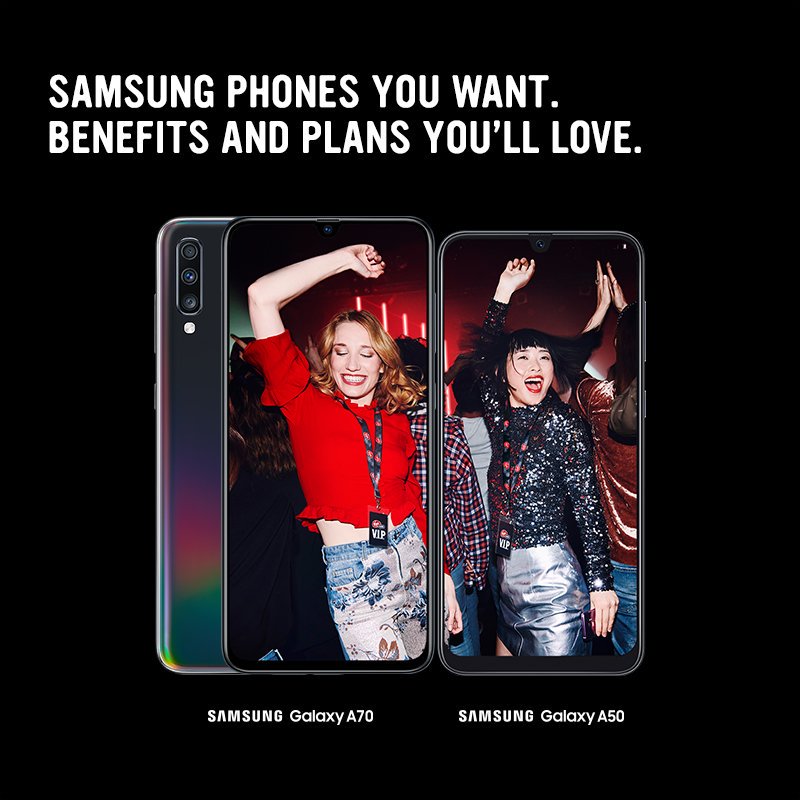 SAMSUNG PHONES YOU WANT.
BENEFITS AND PLANS YOU'LL LOVE.
V.I.P
V.I.P
SAMSUNG Galaxy A70
SAMSUNG Galaxy A50